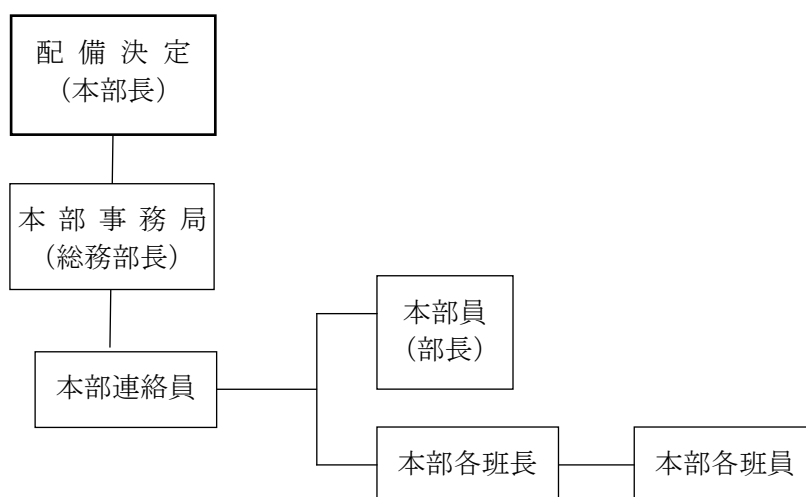 配備決定
(本部長)
本部事務局
(総務部長)
本部員
(部長)
本部連絡員
本部各班長
本部各班員